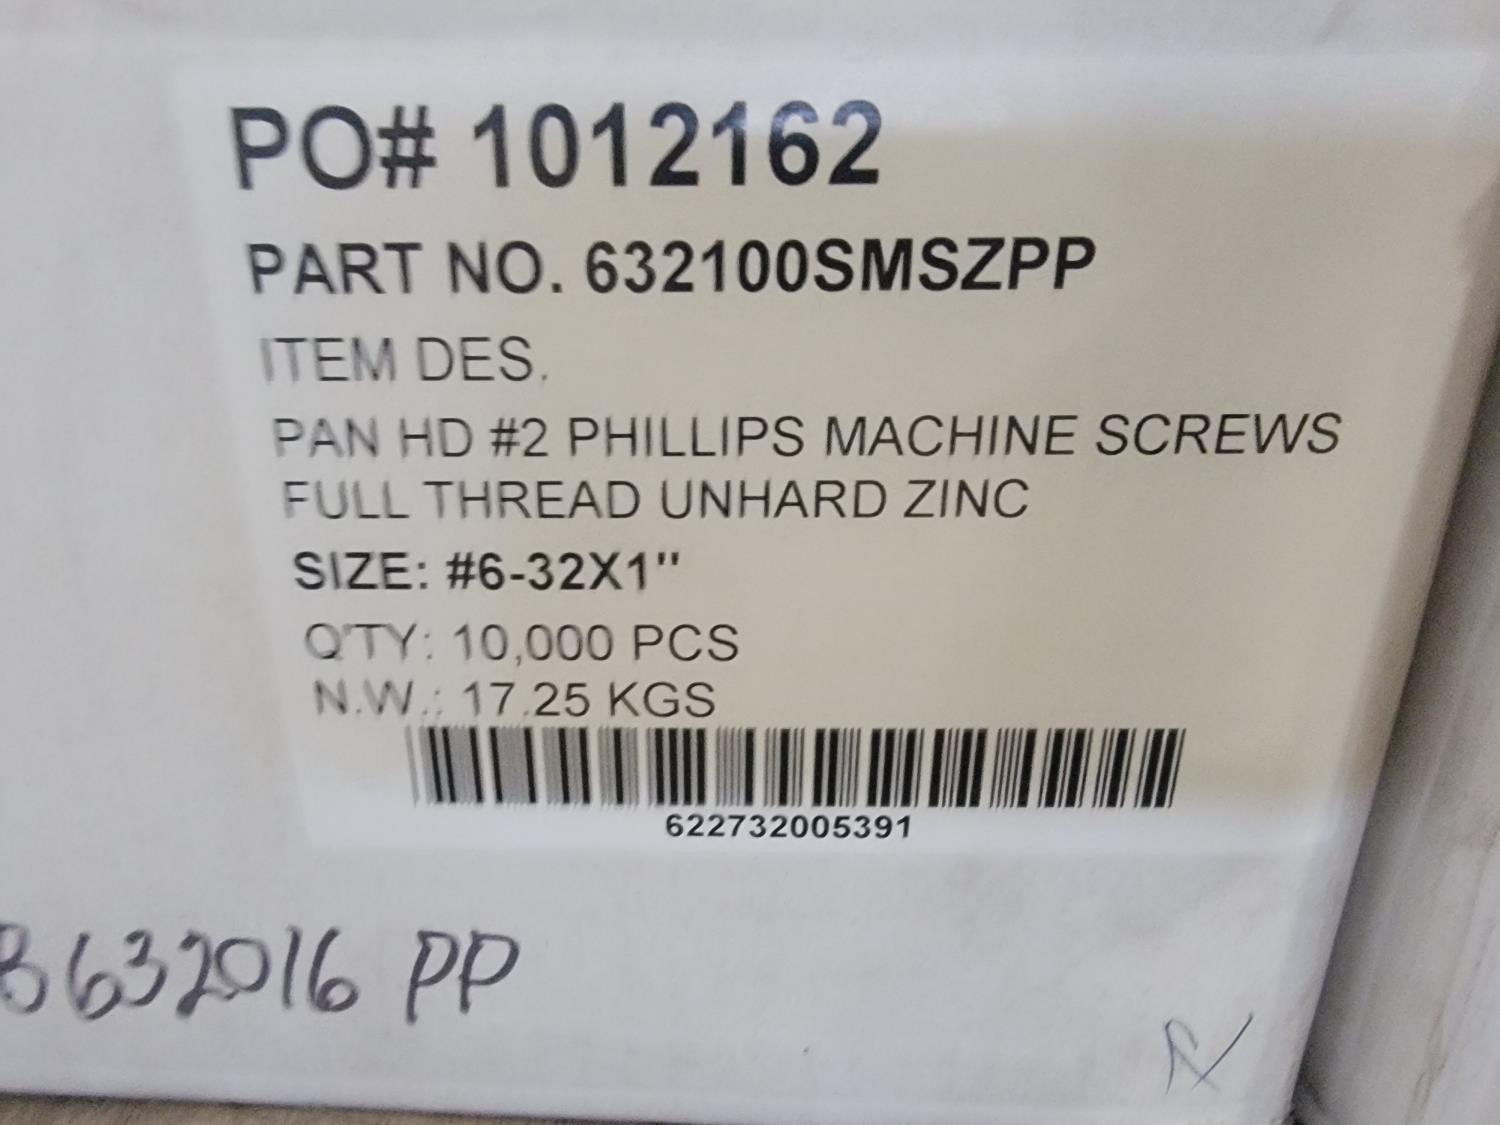 PO# 1012162
PART NO. 632100SMSZPP
ITEM DES.
PAN HD #2 PHILLIPS MACHINE SCREWS
FULL THREAD UNHARD ZINC
SIZE: #6-32X1"
Q'TY: 10,000 PCS
N.W.: 17.25 KGS
622732005391
B632016 PP